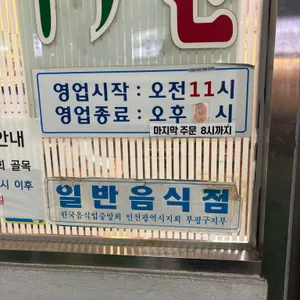 영업시작 : 오전 11시
영업종료 : 오후 시
마지막 주문 8시까지
안내
골목
시 이후
일반음식점
한국음식업중앙회 인천광역시지회 부평구지부